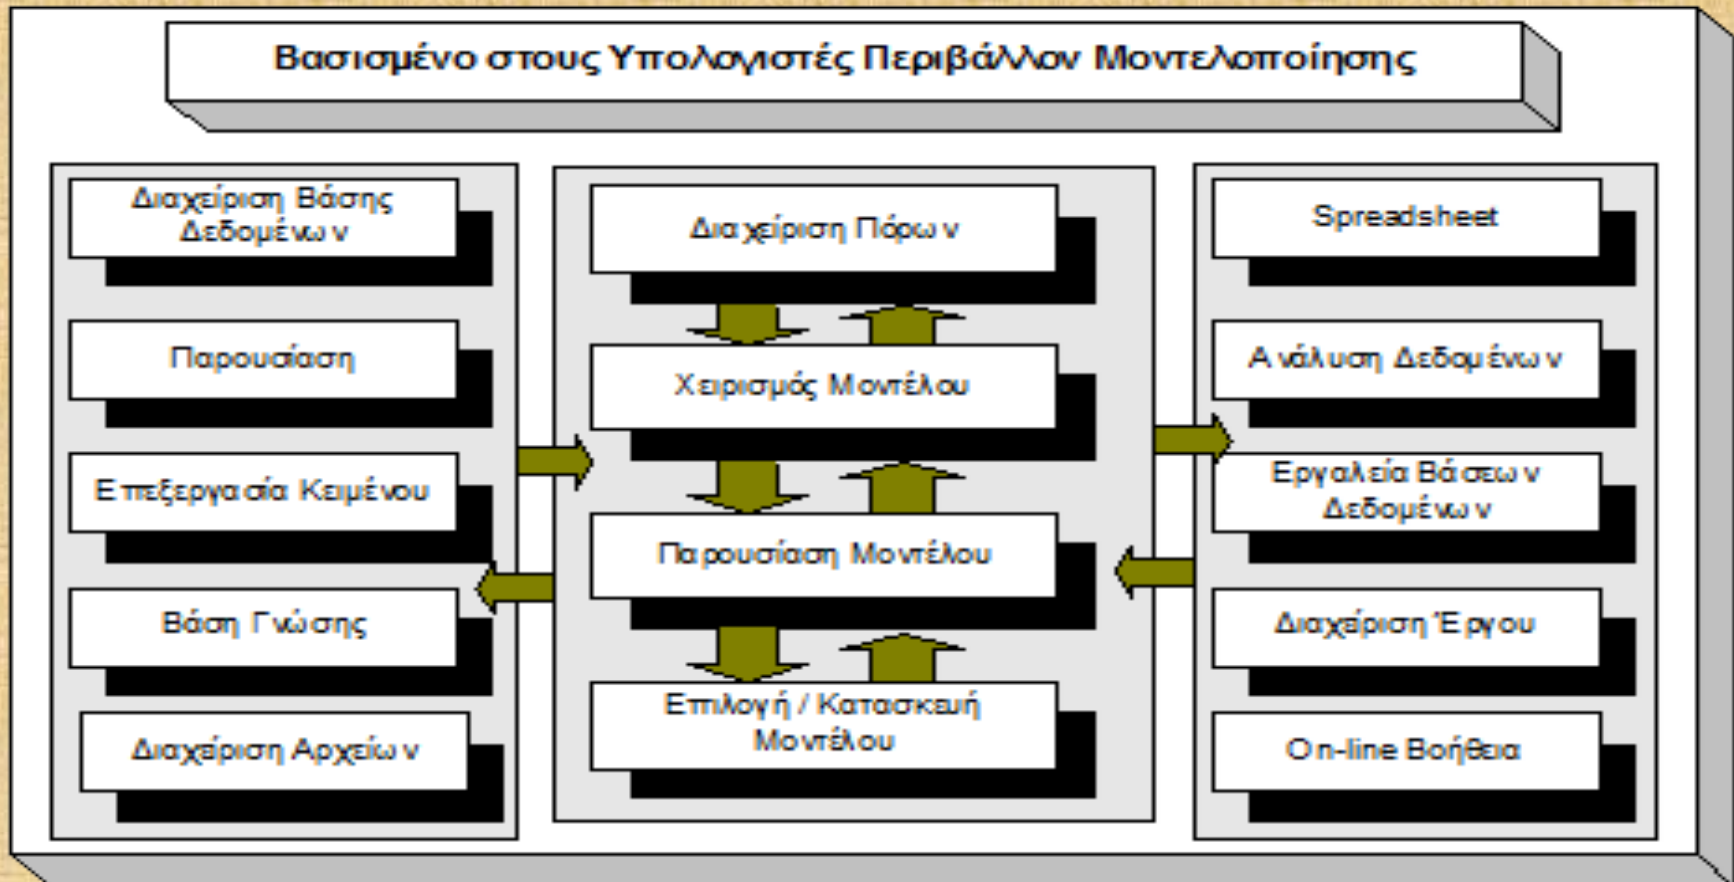 Βασισμένο στους Υπολογιστές Περιβάλλον Μοντελοποίησης
Διαχείριση Βάσης
Δεδομένων
Παρουσίαση
Επεξεργασία Κειμένου
Βάση Γνώσης
Διαχείριση Αρχείων
Διαχείριση Πόρων
Χειρισμός Μοντέλου
Παρουσίαση Μοντέλου
Επιλογή / Κατασκευή
Μοντέλου
Spreadsheet
Ανάλυση Δεδομένων
Εργαλεία Βάσεων
Δεδομένων
Διαχείριση Έργου
On-line Βοήθεια